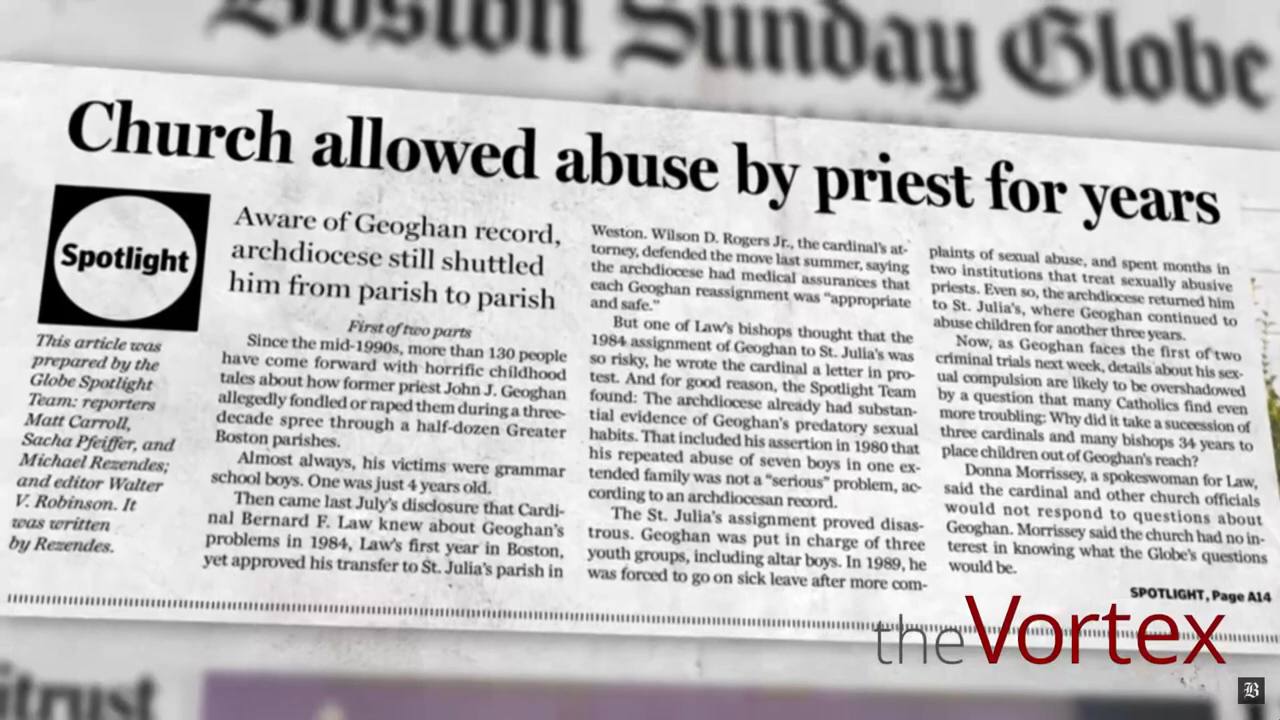 Boston Sunday Globe
Church allowed abuse by priest for years
Spotlight
Aware of Geoghan record,
archdiocese still shuttled
him from parish to parish
This article was
prepared by the
Globe Spotlight
Team: reporters
Matt Carroll,
Sacha Pfeiffer, and
Michael Rezendes;
and editor Walter
V. Robinson. It
was written
by Rezendes.
First of two parts
Since the mid-1990s, more than 130 people
have come forward with horrific childhood
tales about how former priest John J. Geoghan
allegedly fondled or raped them during a three-
decade spree through a half-dozen Greater
Boston parishes.
Almost always, his victims were grammar
school boys. One was just 4 years old.
Then came last July's disclosure that Cardi-
nal Bernard F. Law knew about Geoghan's
problems in 1984, Law's first year in Boston,
yet approved his transfer to St. Julia's parish in
Weston. Wilson D. Rogers Jr., the cardinal's at-
torney, defended the move last summer, saying
the archdiocese had medical assurances that
each Geoghan reassignment was "appropriate
and safe."
But one of Law's bishops thought that the
1984 assignment of Geoghan to St. Julia's was
so risky, he wrote the cardinal a letter in pro-
test. And for good reason, the Spotlight Team
found: The archdiocese already had substan-
tial evidence of Geoghan's predatory sexual
habits. That included his assertion in 1980 that
his repeated abuse of seven boys in one ex-
tended family was not a "serious" problem, ac-
cording to an archdiocesan record.
The St. Julia's assignment proved disas-
trous. Geoghan was put in charge of three
youth groups, including altar boys. In 1989, he
was forced to go on sick leave after more com-
plaints of sexual abuse, and spent months in
two institutions that treat sexually abusive
priests. Even so, the archdiocese returned him
to St. Julia's, where Geoghan continued to
abuse children for another three years.
Now, as Geoghan faces the first of two
criminal trials next week, details about his sex-
ual compulsion are likely to be overshadowed
by a question that many Catholics find even
more troubling: Why did it take a succession of
three cardinals and many bishops 34 years to
place children out of Geoghan's reach?
Donna Morrissey, a spokeswoman for Law,
said the cardinal and other church officials
would not respond to questions about
Geoghan. Morrissey said the church had no in-
terest in knowing what the Globe's questions
would be.
SPOTLIGHT, Page A14
theVortex
B
itrust